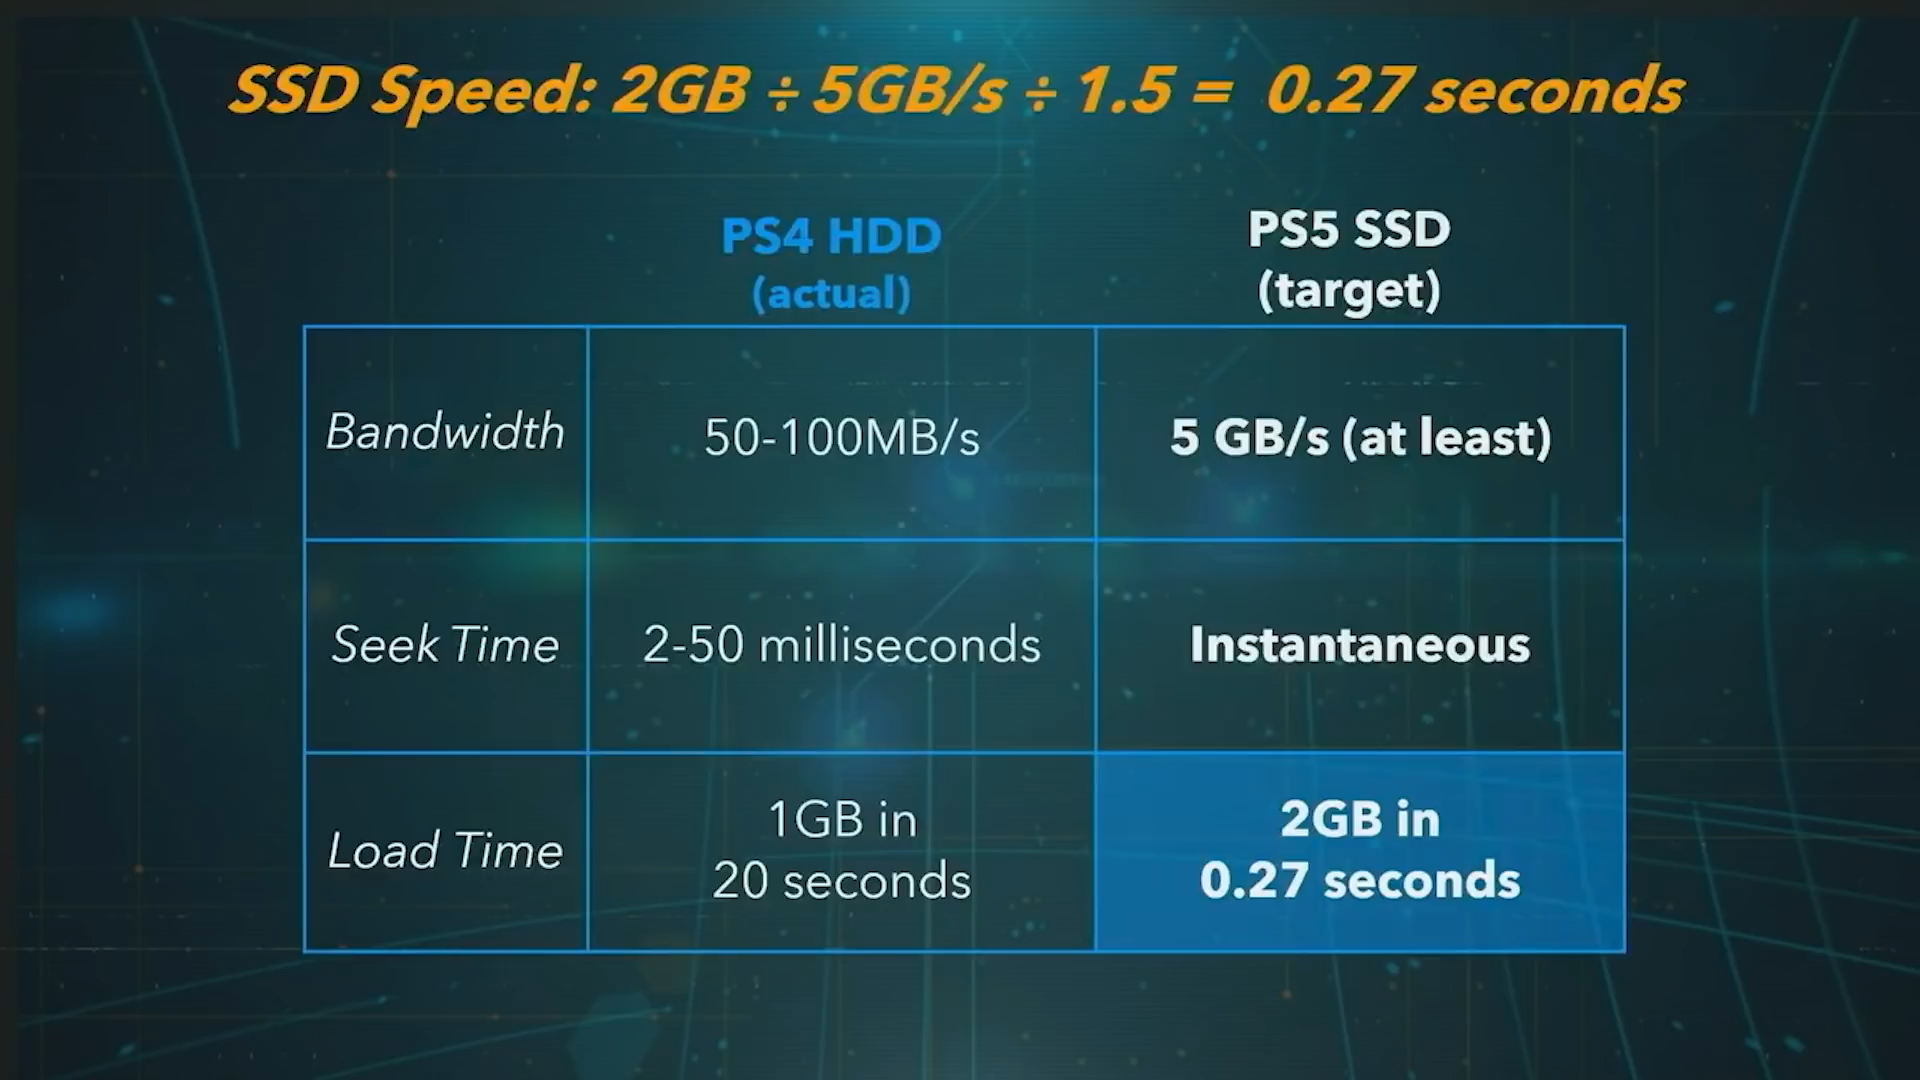 SSD Speed: 2GB ÷ 5GB/s ÷ 1.5 = 0.27 seconds
PS4 HDD
(actual)
PS5 SSD
(target)
Bandwidth
50-100MB/s
5 GB/s (at least)
Seek Time
2-50 milliseconds
Instantaneous
Load Time
1GB in
20 seconds
2GB in
0.27 seconds